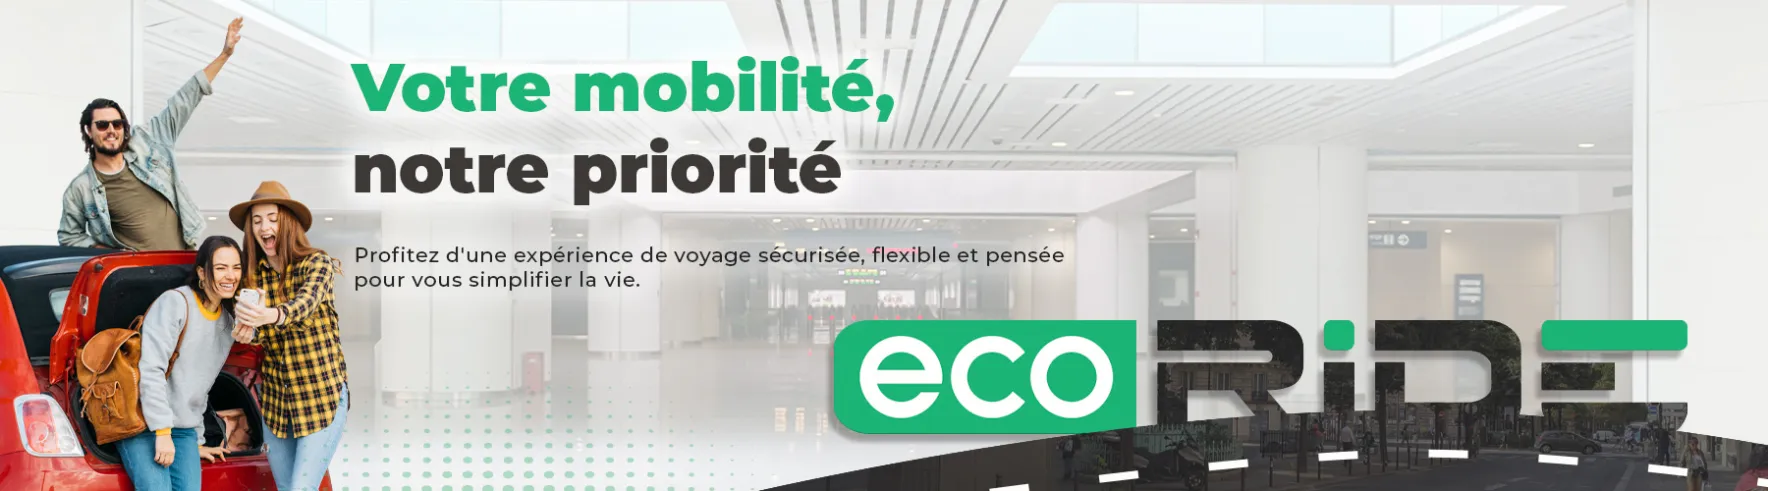 Votre mobilité,
notre priorité
Profitez d'une expérience de voyage sécurisée, flexible et pensée
pour vous simplifier la vie.
eco RiDE